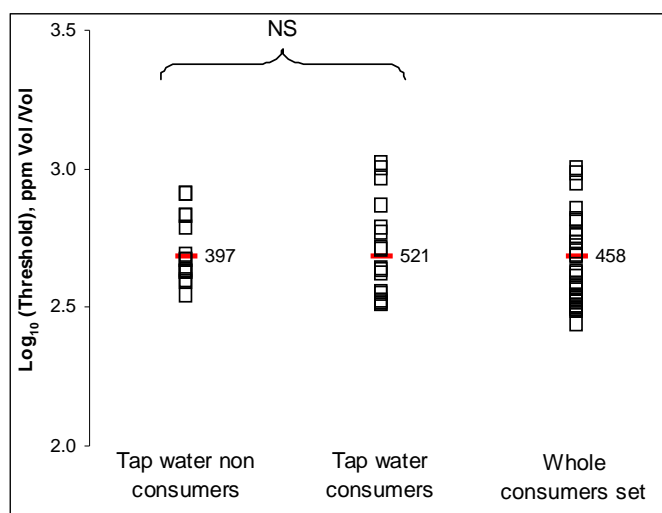 NS
Log10 (Threshold), ppm Vol /Vol
3.5
3.0
2.5
2.0
397
521
458
Tap water non
consumers
Tap water
consumers
Whole
consumers set